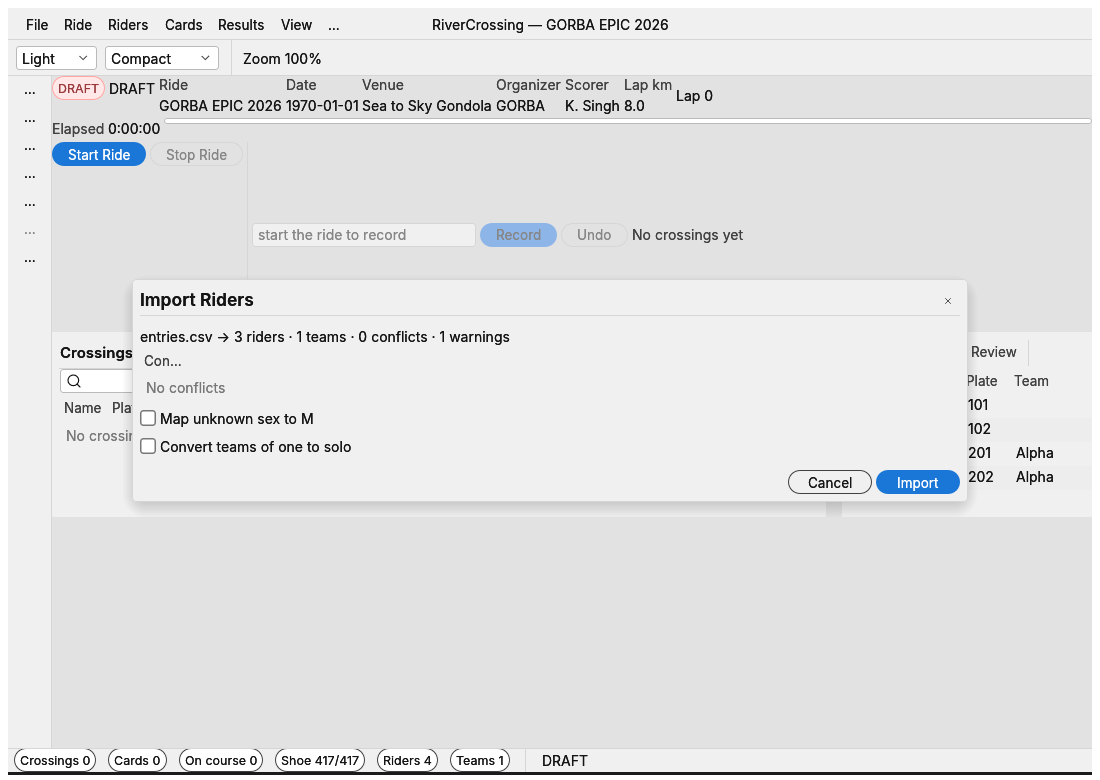 File Ride Riders Cards Results View ... RiverCrossing — GORBA EPIC 2026
Light Compact Zoom 100%
DRAFT DRAFT Ride Date Venue Organizer Scorer Lap km Lap 0
GORBA EPIC 2026 1970-01-01 Sea to Sky Gondola GORBA K. Singh 8.0
Elapsed 0:00:00
Start Ride Stop Ride
...
...
...
...
...
...
...
start the ride to record Record Undo No crossings yet
Import Riders ×
entries.csv → 3 riders · 1 teams · 0 conflicts · 1 warnings
Con...
No conflicts
Map unknown sex to M
Convert teams of one to solo
Cancel Import
Crossings Review
Name Plate Team
No crossin
101
102
201 Alpha
202 Alpha
Crossings 0 Cards 0 On course 0 Shoe 417/417 Riders 4 Teams 1 DRAFT